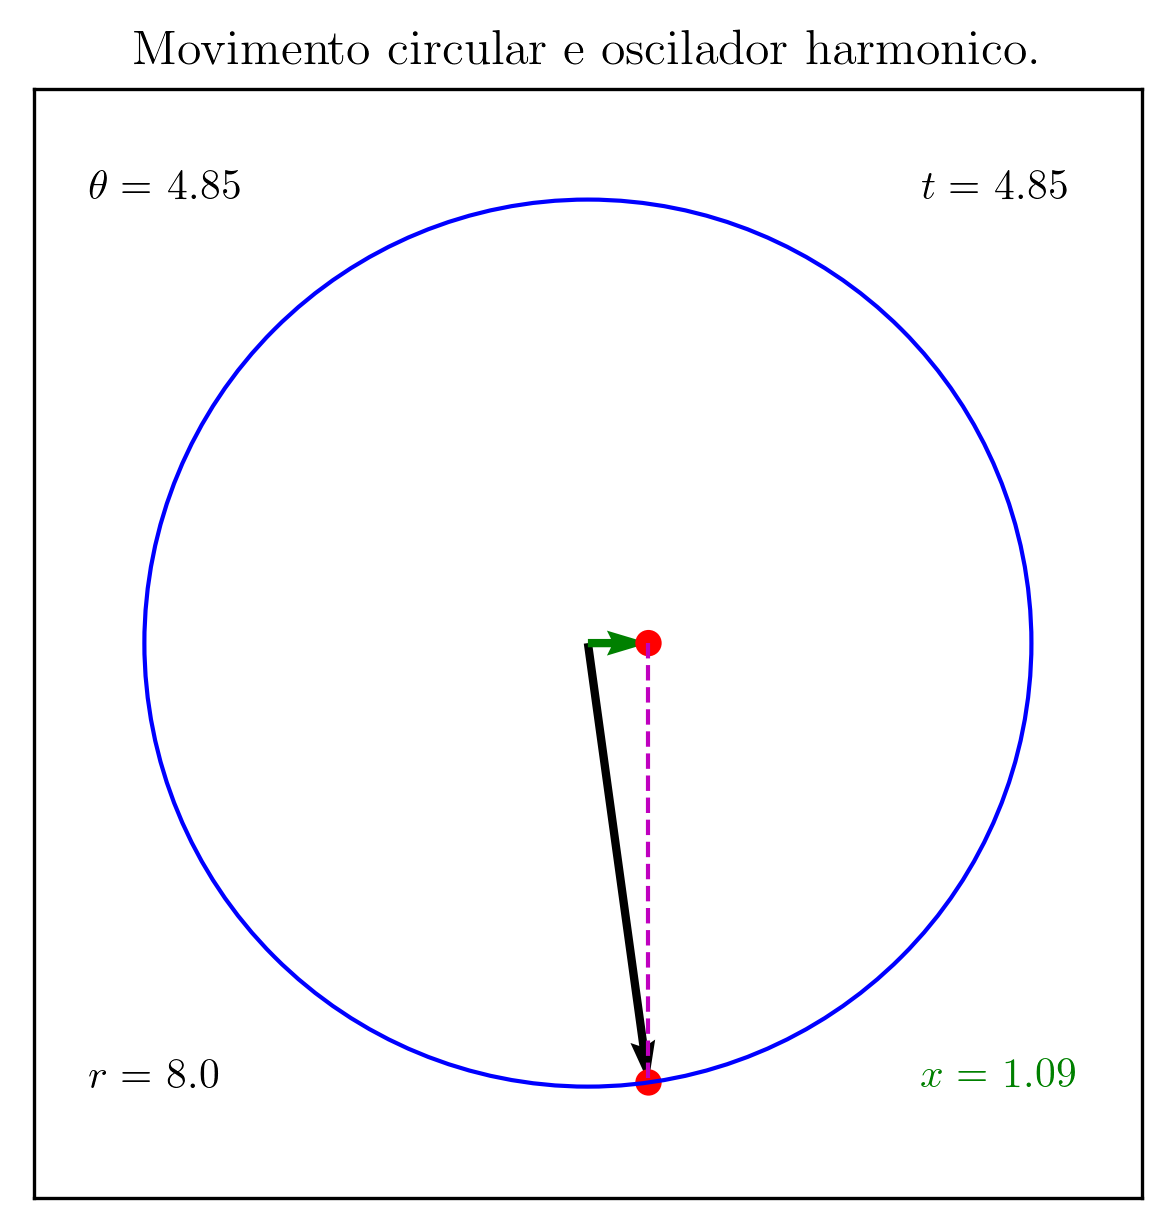 Movimento circular e oscilador harmonico.
θ = 4.85
t = 4.85
r = 8.0
x = 1.09